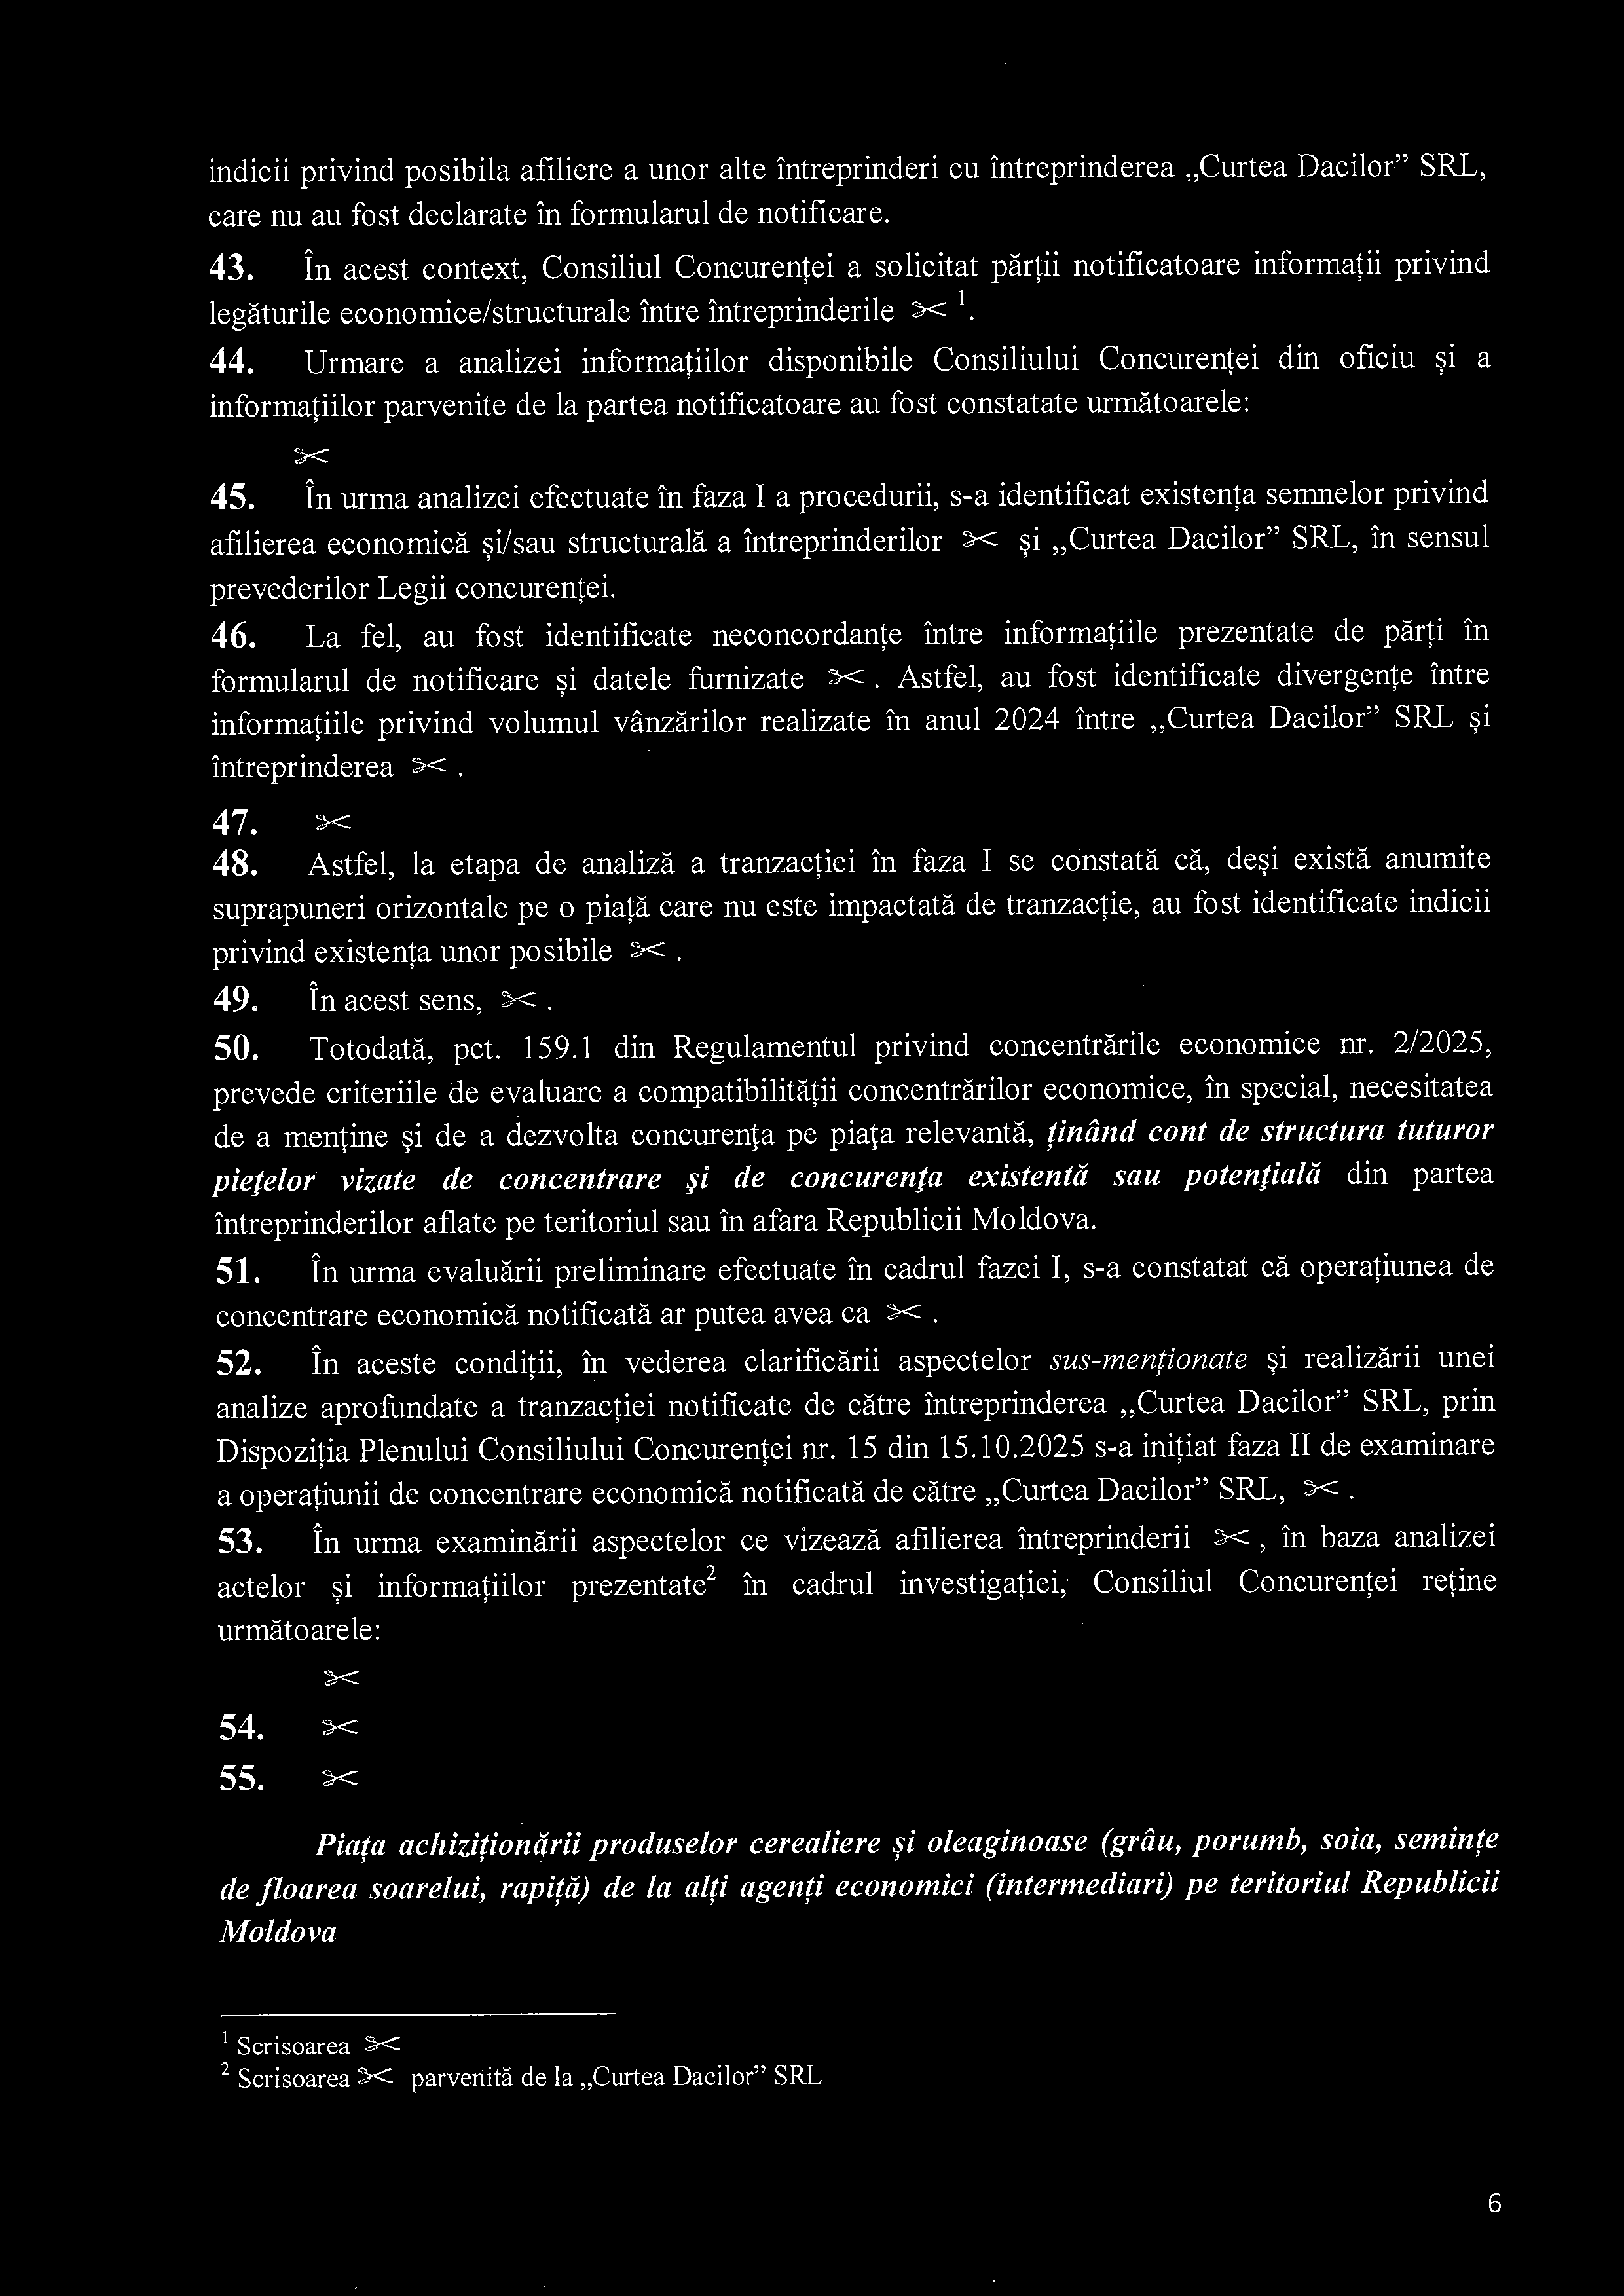 indicii privind posibila afiliere a unor alte întreprinderi cu întreprinderea „Curtea Dacilor” SRL,
care nu au fost declarate în formularul de notificare.
43. În acest context, Consiliul Concurenței a solicitat părții notificatoare informații privind
legăturile economice/structurale între întreprinderile ✂ ¹.
44. Urmare a analizei informațiilor disponibile Consiliului Concurenței din oficiu și a
informațiilor parvenite de la partea notificatoare au fost constatate următoarele:
✂
45. În urma analizei efectuate în faza I a procedurii, s-a identificat existența semnelor privind
afilierea economică și/sau structurală a întreprinderilor ✂ și „Curtea Dacilor” SRL, în sensul
prevederilor Legii concurenței.
46. La fel, au fost identificate neconcordanțe între informațiile prezentate de părți în
formularul de notificare și datele furnizate ✂ . Astfel, au fost identificate divergențe între
informațiile privind volumul vânzărilor realizate în anul 2024 între „Curtea Dacilor” SRL și
întreprinderea ✂ .
47. ✂
48. Astfel, la etapa de analiză a tranzacției în faza I se constată că, deși există anumite
suprapuneri orizontale pe o piață care nu este impactată de tranzacție, au fost identificate indicii
privind existența unor posibile ✂ .
49. În acest sens, ✂ .
50. Totodată, pct. 159.1 din Regulamentul privind concentrările economice nr. 2/2025,
prevede criteriile de evaluare a compatibilității concentrărilor economice, în special, necesitatea
de a menţine şi de a dezvolta concurenţa pe piaţa relevantă, ţinând cont de structura tuturor
pieţelor vizate de concentrare şi de concurenţa existentă sau potenţială din partea
întreprinderilor aflate pe teritoriul sau în afara Republicii Moldova.
51. În urma evaluării preliminare efectuate în cadrul fazei I, s-a constatat că operațiunea de
concentrare economică notificată ar putea avea ca ✂ .
52. În aceste condiții, în vederea clarificării aspectelor sus-menționate și realizării unei
analize aprofundate a tranzacției notificate de către întreprinderea „Curtea Dacilor” SRL, prin
Dispoziția Plenului Consiliului Concurenței nr. 15 din 15.10.2025 s-a inițiat faza II de examinare
a operațiunii de concentrare economică notificată de către „Curtea Dacilor” SRL, ✂ .
53. În urma examinării aspectelor ce vizează afilierea întreprinderii ✂ , în baza analizei
actelor și informațiilor prezentate² în cadrul investigației, Consiliul Concurenței reține
următoarele:
✂
54. ✂
55. ✂
Piața achiziționării produselor cerealiere și oleaginoase (grâu, porumb, soia, semințe
de floarea soarelui, rapiță) de la alți agenți economici (intermediari) pe teritoriul Republicii
Moldova
¹ Scrisoarea ✂
² Scrisoarea ✂ parvenită de la „Curtea Dacilor” SRL
6